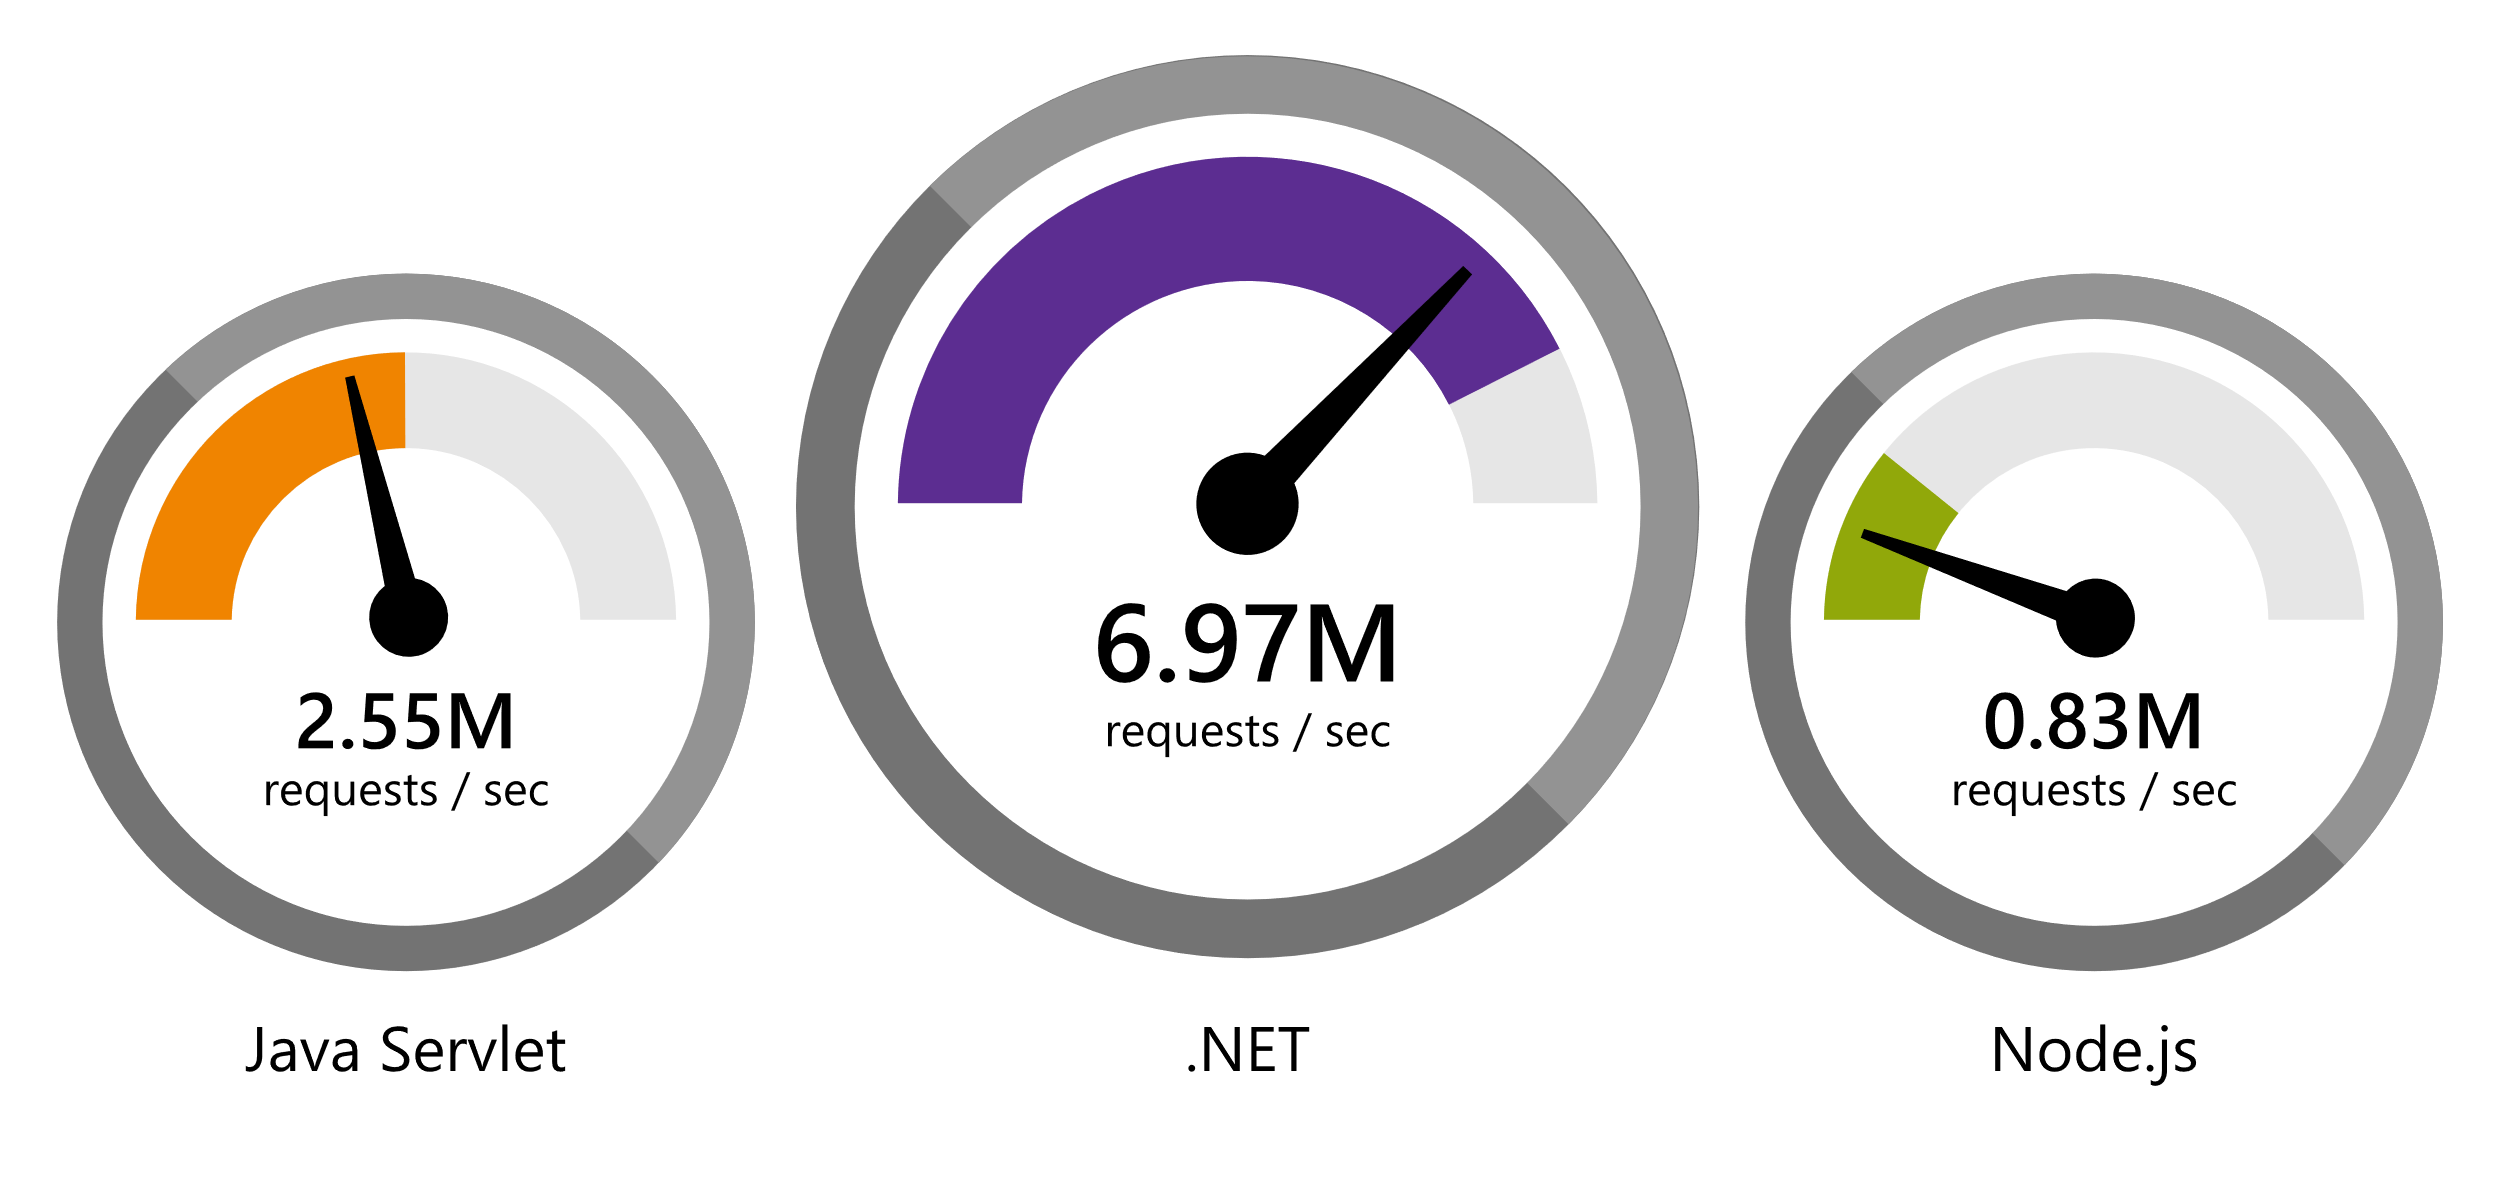 2.55M
requests / sec
Java Servlet
6.97M
requests / sec
.NET
0.83M
requests / sec
Node.js